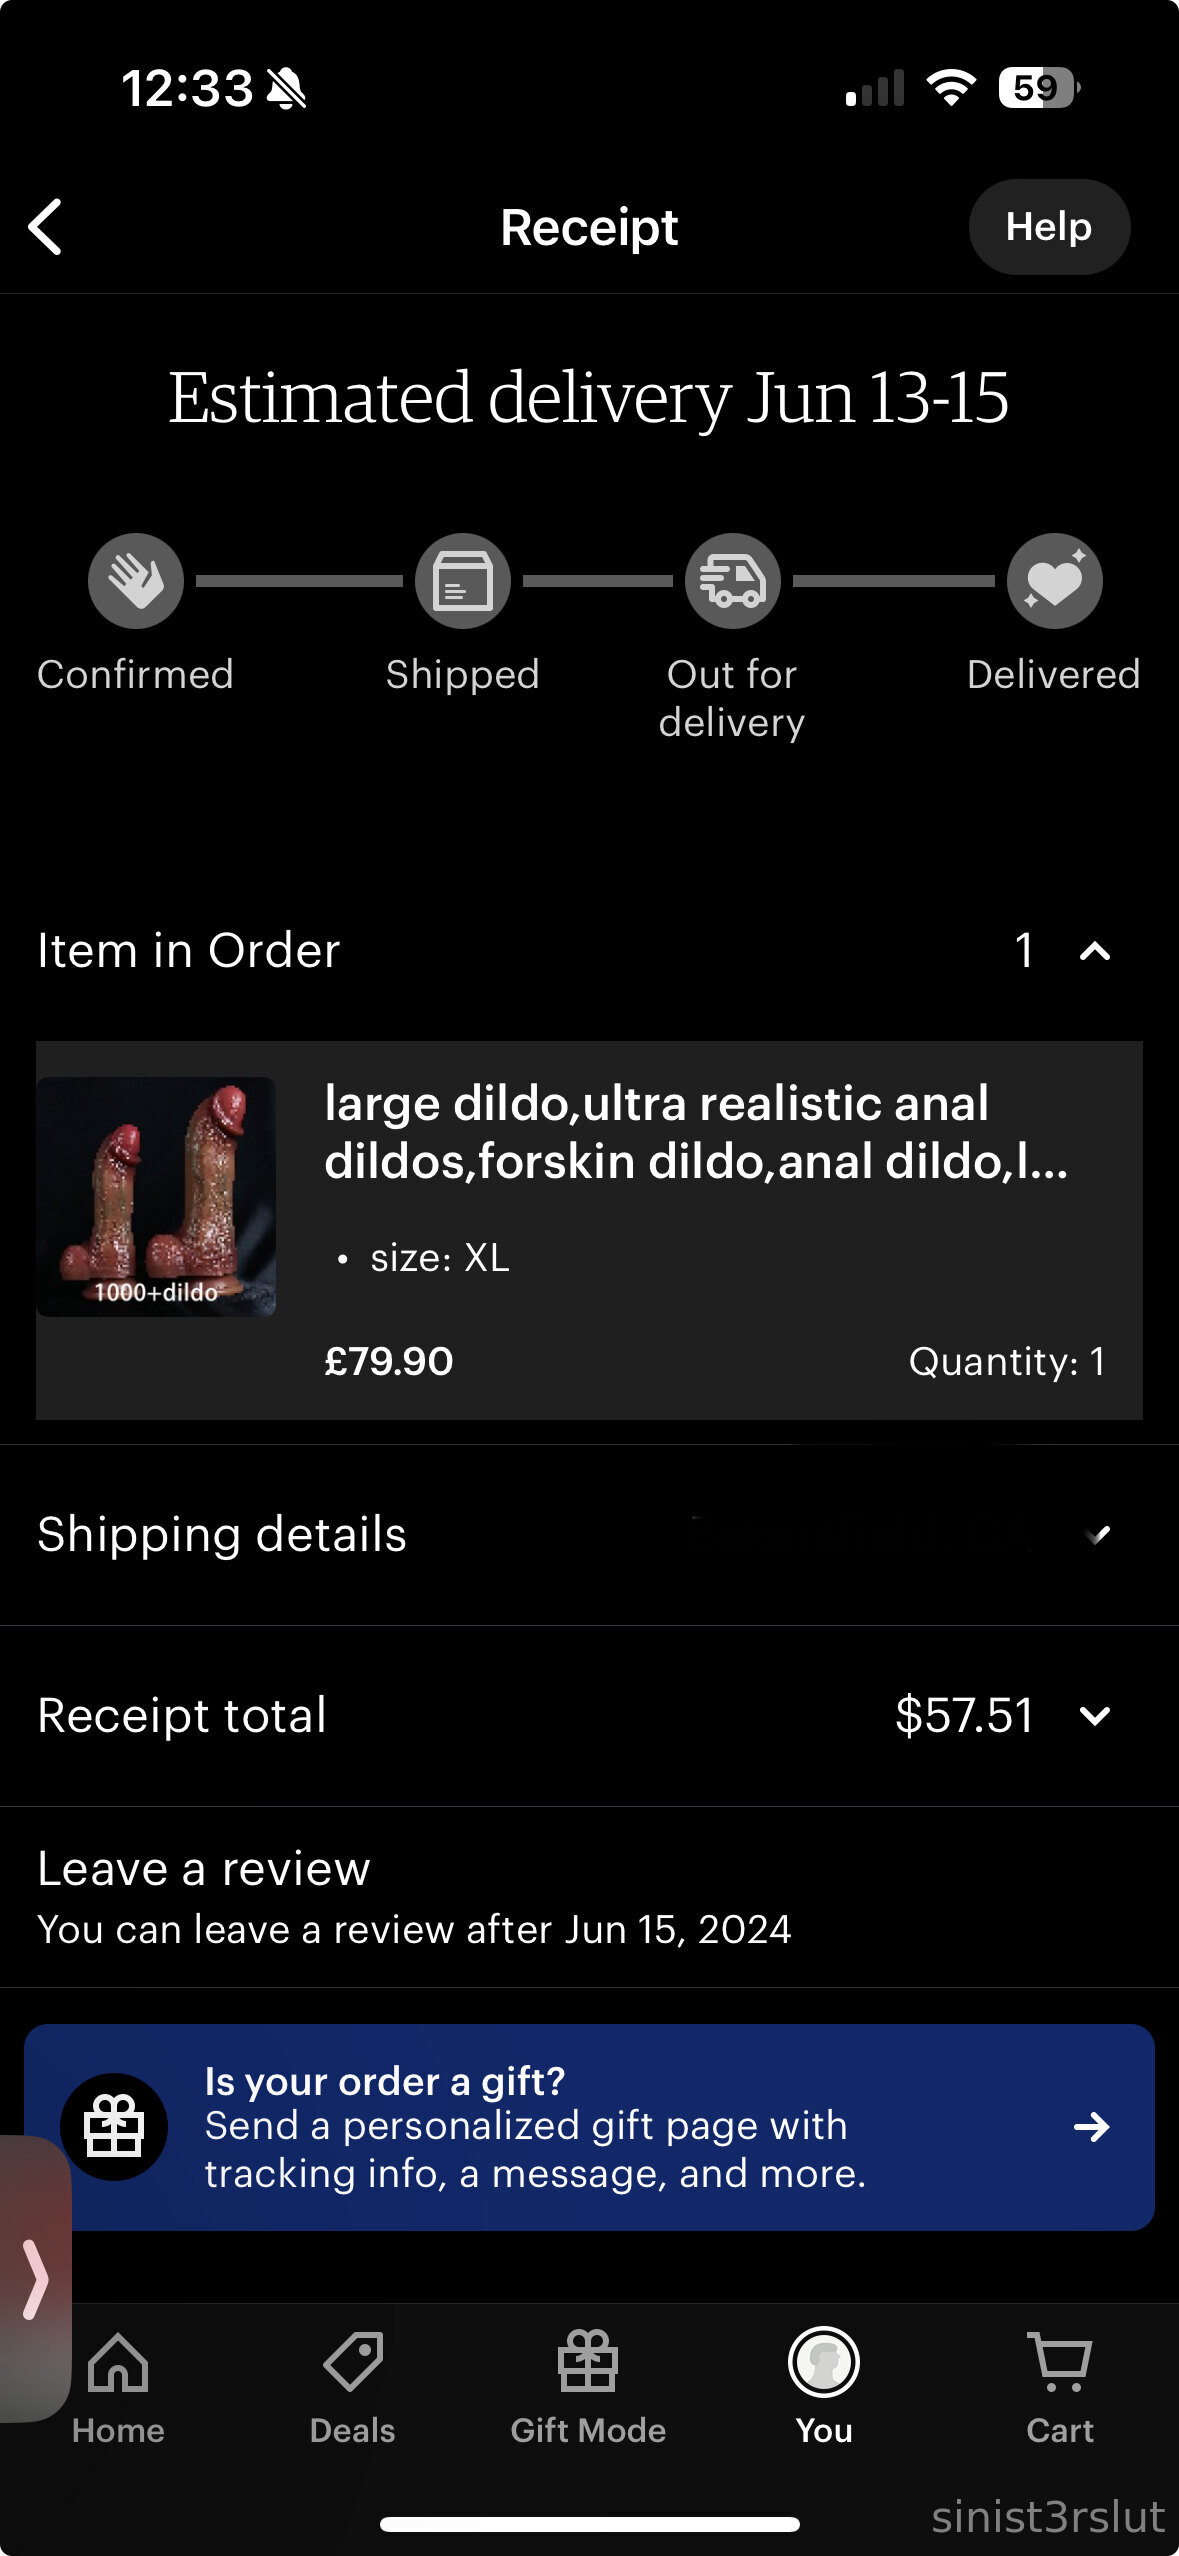 12:33
59
Receipt
Help
Estimated delivery Jun 13-15
Confirmed
Shipped
Out for
delivery
Delivered
Item in Order
1
large dildo,ultra realistic anal
dildos,forskin dildo,anal dildo,l...
1000+dildo
• size: XL
£79.90
Quantity: 1
Shipping details
Receipt total
$57.51
Leave a review
You can leave a review after Jun 15, 2024
Is your order a gift?
Send a personalized gift page with
tracking info, a message, and more.
Home
Deals
Gift Mode
You
Cart
sinist3rslut